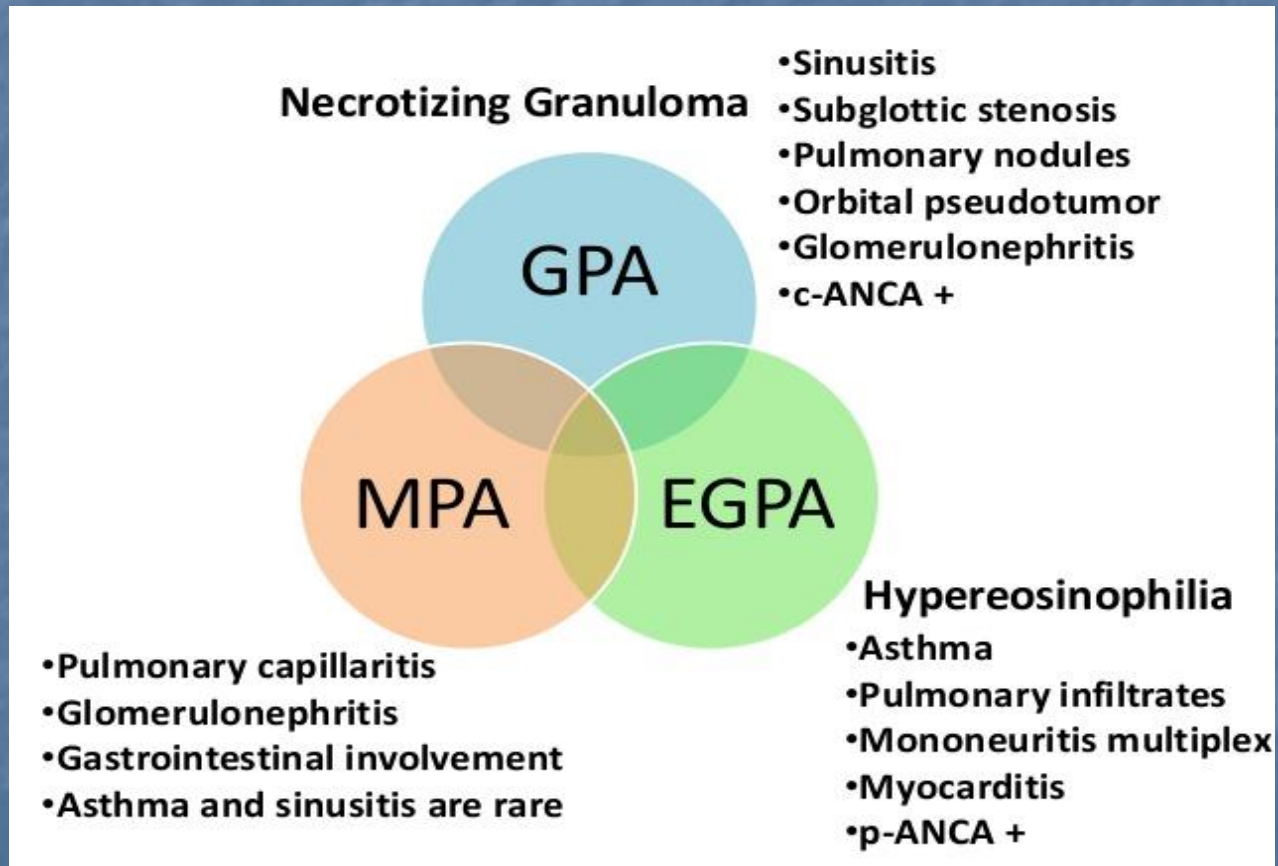 Necrotizing Granuloma
•Sinusitis
•Subglottic stenosis
•Pulmonary nodules
•Orbital pseudotumor
•Glomerulonephritis
•c-ANCA +
GPA
MPA
EGPA
•Pulmonary capillaritis
•Glomerulonephritis
•Gastrointestinal involvement
•Asthma and sinusitis are rare
Hypereosinophilia
•Asthma
•Pulmonary infiltrates
•Mononeuritis multiplex
•Myocarditis
•p-ANCA +